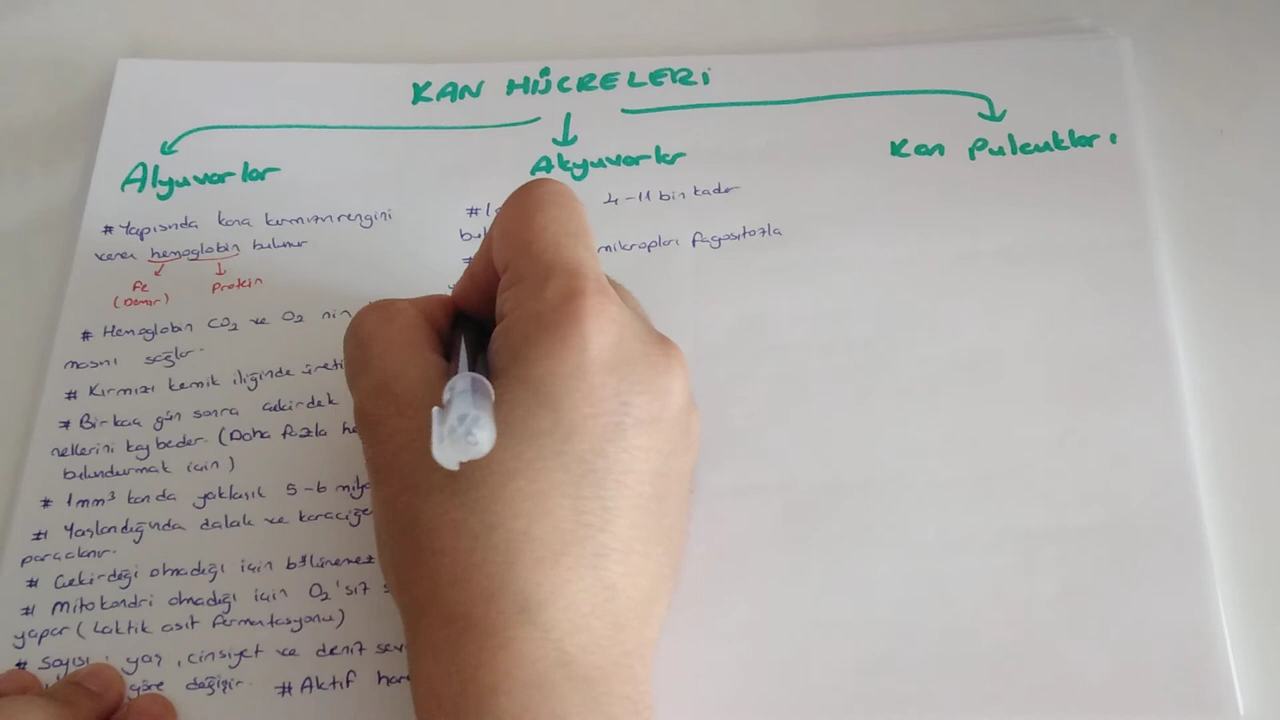 KAN HÜCRELERİ
Alyuvarlar
Akyuvarlar
Kan Pulcukları
# Yapısında kana kırmızı rengini
veren hemoglobin bulunur
Fe
(Demir)
Protein
# Hemoglobin CO2 ve O2 nin
masını sağlar.
# Kırmızı kemik iliğinde üreti
# Birkaç gün sonra çekirdek
nellerini kaybeder. (Daha fazla he
bulundurmak için)
# 1mm³ kanda yaklaşık 5-6 milyo
# Yaşlandığında dalak ve karaciğe
parçalanır.
# Çekirdeği olmadığı için bölünemez
# Mitokondri olmadığı için O2'siz s
yapar (Laktik asit fermentasyonu)
# Sayısı; yaş, cinsiyet ve deniz sev
göre değişir. # Aktif har
4-11 bin kadar
mikropları fagositozla